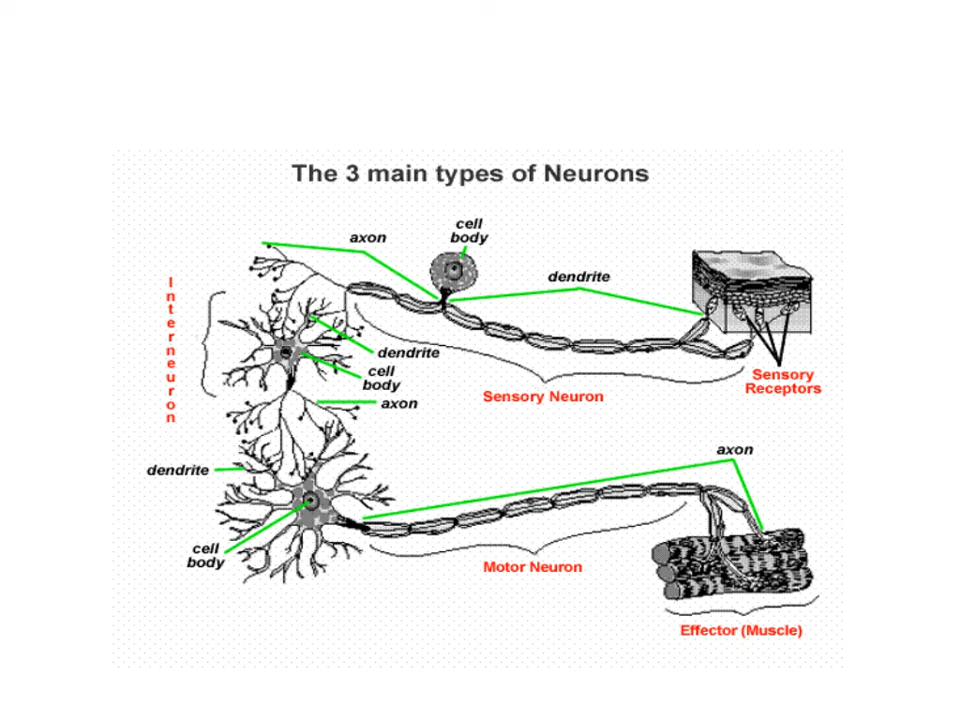 The 3 main types of Neurons
cell
body
axon
dendrite
Interneuron
dendrite
cell
body
axon
Sensory Neuron
Sensory
Receptors
axon
dendrite
cell
body
Motor Neuron
Effector (Muscle)